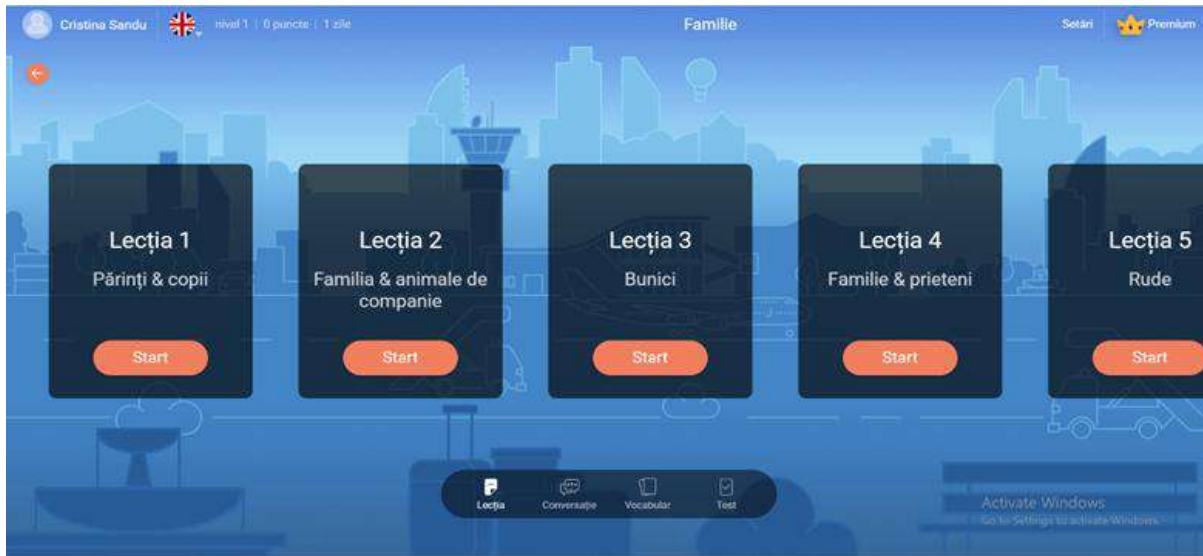 Cristina Sandu
nivel 1 | 0 puncte | 1 zile
Familie
Setări
Premium
Lecția 1
Părinți & copii
Start
Lecția 2
Familia & animale de
companie
Start
Lecția 3
Bunici
Start
Lecția 4
Familie & prieteni
Start
Lecția 5
Rude
Start
Lecția
Conversație
Vocabular
Test
Activate Windows
Go to Settings to activate Windows.